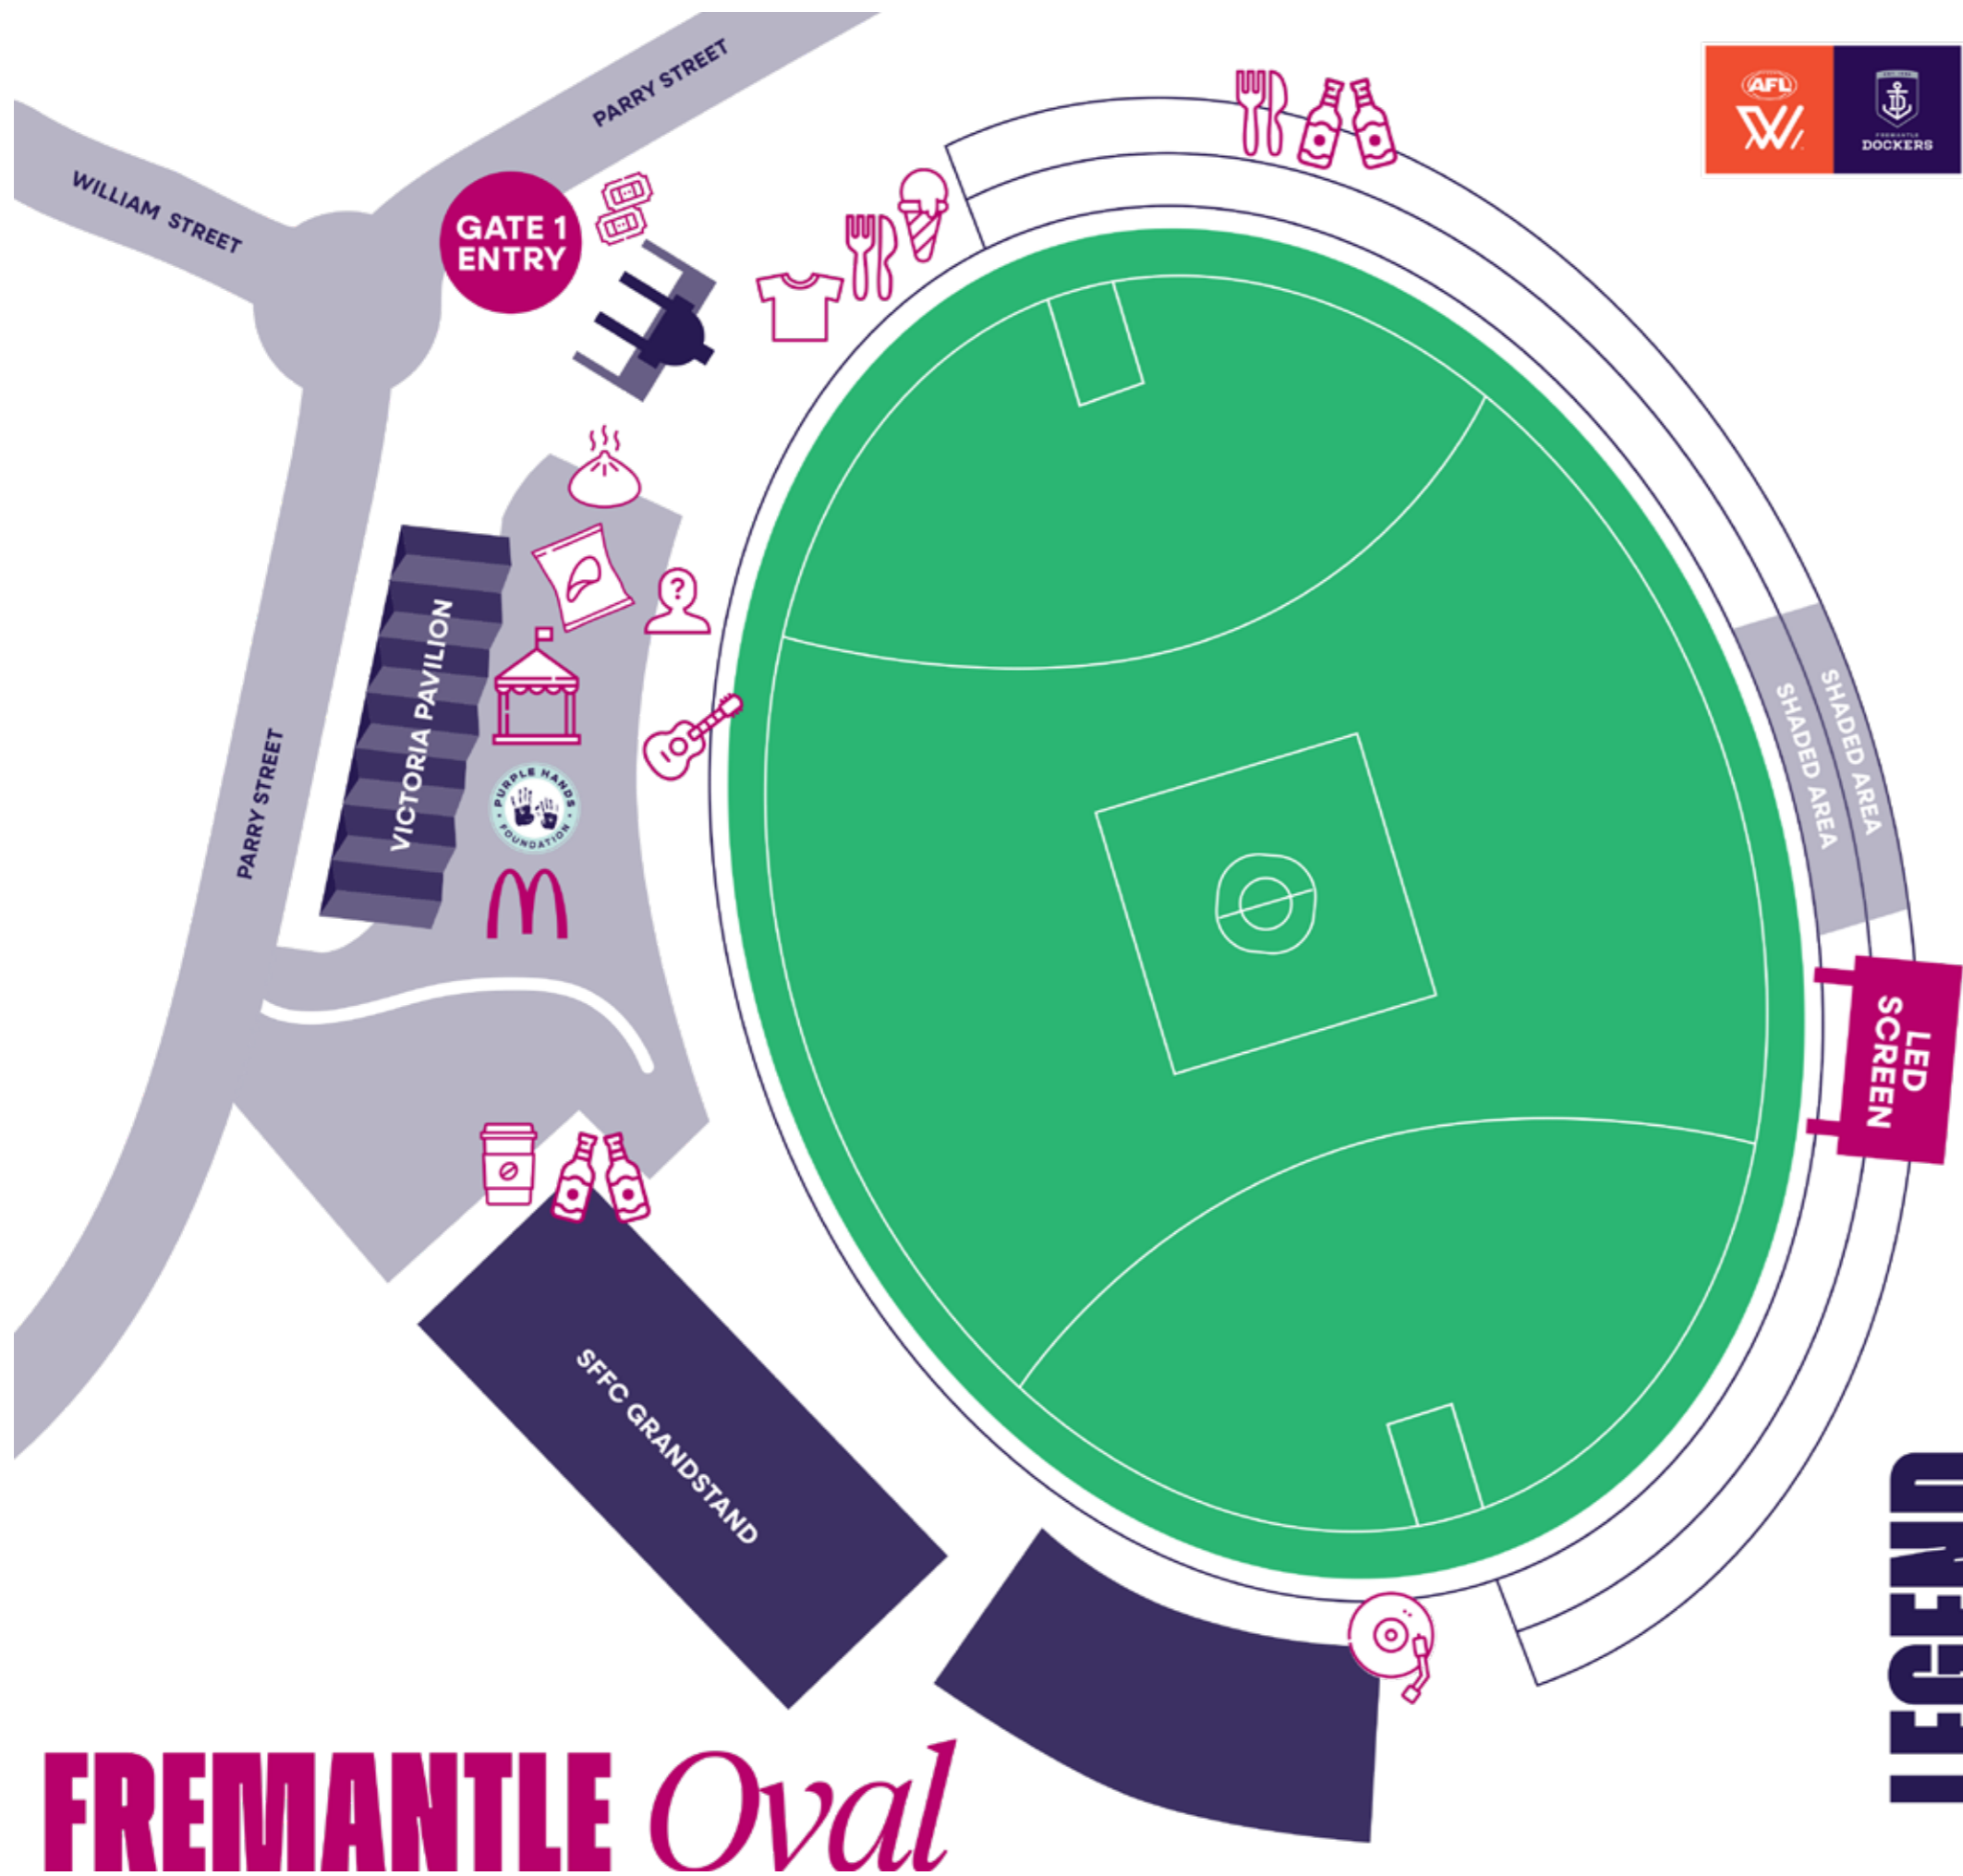 PARRY STREET
WILLIAM STREET
GATE 1
ENTRY
AFL
W
D
FREMANTLE
DOCKERS
?
VICTORIA PAVILION
PARRY STREET
PURPLE HANDS
FOUNDATION
SHADED AREA
SHADED AREA
LED
SCREEN
SFFC GRANDSTAND
LEGEND
FREMANTLE Oval